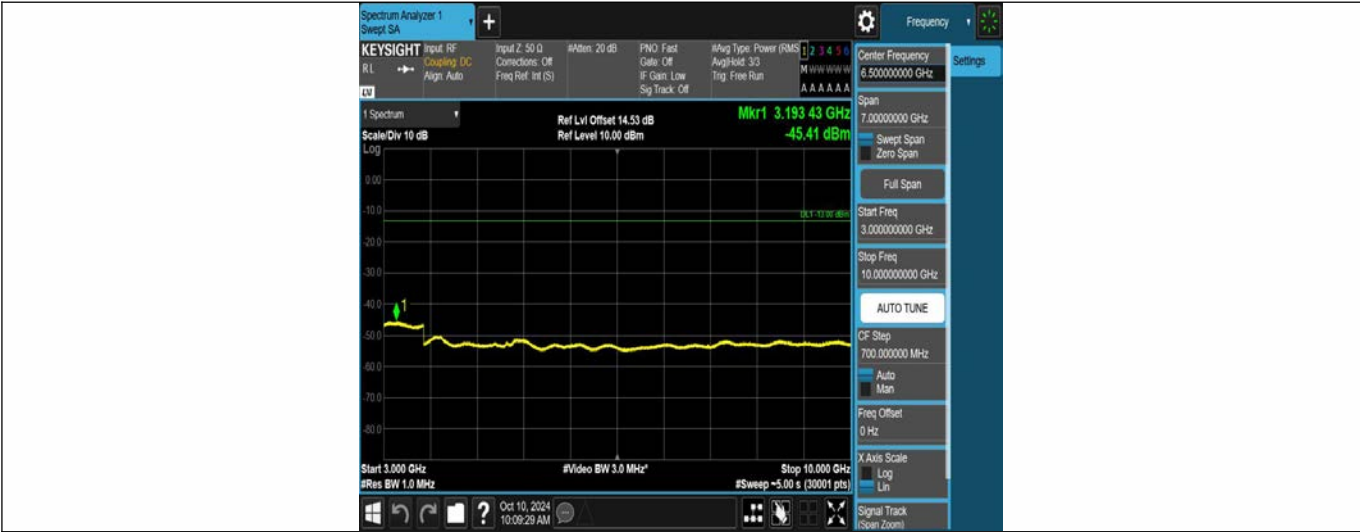 Spectrum Analyzer 1
Swept SA
+
Frequency
KEYSIGHT
RL
Input: RF
Coupling: DC
Align: Auto
Input Z: 50 Ω
Corrections: Off
Freq Ref: Int (S)
#Atten: 20 dB
PNO: Fast
Gate: Off
IF Gain: Low
Sig Track: Off
#Avg Type: Power (RMS
Avg|Hold: 3/3
Trig: Free Run
1 2 3 4 5 6
M W W W W W
A A A A A A
1 Spectrum
Scale/Div 10 dB
Log
Ref Lvl Offset 14.53 dB
Ref Level 10.00 dBm
Mkr1 3.193 43 GHz
-45.41 dBm
0.00
-10.0
-20.0
-30.0
-40.0
-50.0
-60.0
-70.0
-80.0
DL1 -13.00 dBm
1
Start 3.000 GHz
#Res BW 1.0 MHz
#Video BW 3.0 MHz*
Stop 10.000 GHz
#Sweep ~5.00 s (30001 pts)
?
Oct 10, 2024
10:09:29 AM
Center Frequency
6.500000000 GHz
Settings
Span
7.00000000 GHz
Swept Span
Zero Span
Full Span
Start Freq
3.000000000 GHz
Stop Freq
10.000000000 GHz
AUTO TUNE
CF Step
700.000000 MHz
Auto
Man
Freq Offset
0 Hz
X Axis Scale
Log
Lin
Signal Track
(Span Zoom)